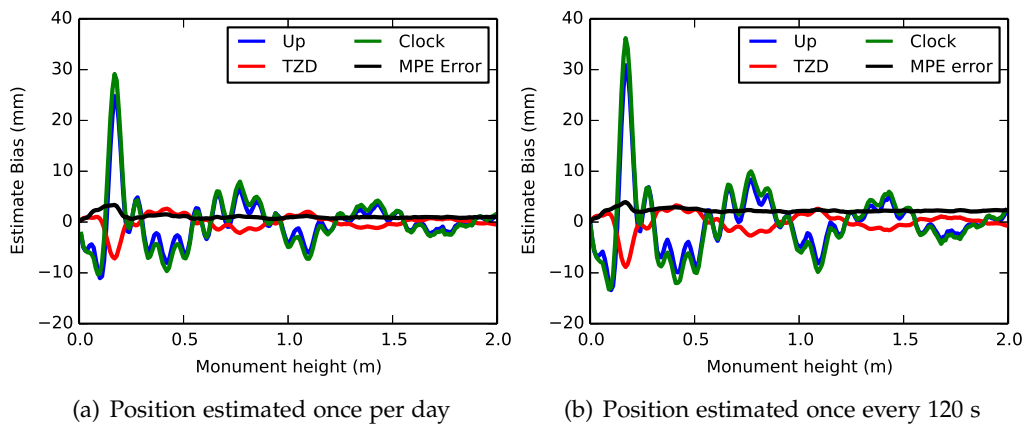 40
30
20
10
0
−10
−20
Estimate Bias (mm)
Up
Clock
TZD
MPE Error
0.0 0.5 1.0 1.5 2.0
Monument height (m)
(a) Position estimated once per day
40
30
20
10
0
−10
−20
Estimate Bias (mm)
Up
Clock
TZD
MPE error
0.0 0.5 1.0 1.5 2.0
Monument height (m)
(b) Position estimated once every 120 s